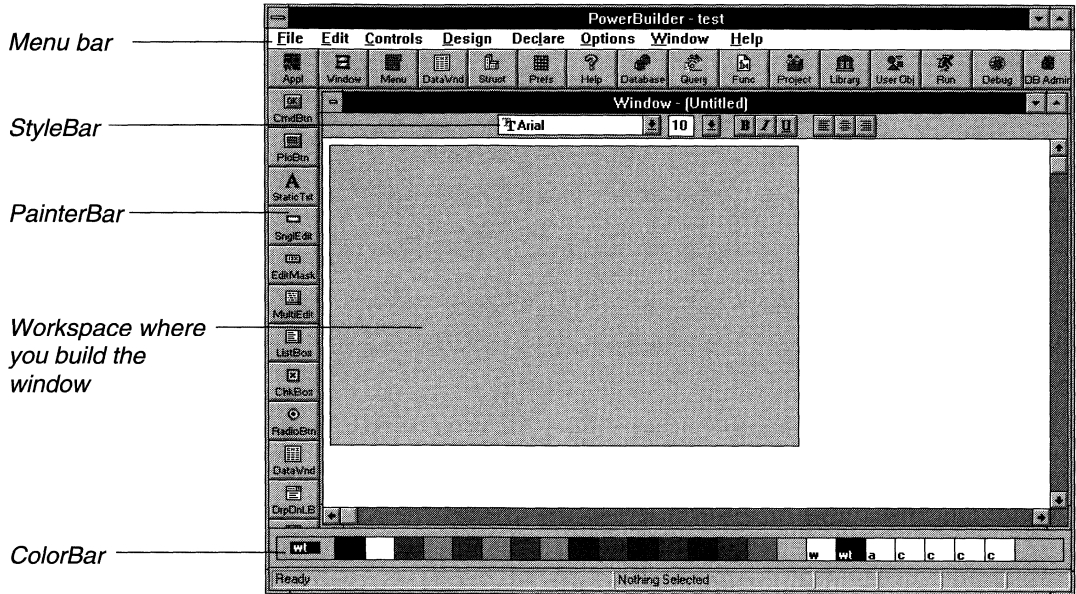 PowerBuilder - test
Menu bar
File Edit Controls Design Declare Options Window Help
Appl Window Menu DataWnd Struct Prefs Help Database Query Func Project Library User Obj Run Debug DB Admin
Window - (Untitled)
CmdBtn
StyleBar
Arial 10 B I U
PicBtn
StaticTxt
PainterBar
SnglEdit
EditMask
MultiEdit
Workspace where
you build the
window
ListBox
ChkBox
RadioBtn
DataWnd
DrpDnLB
ColorBar
wt w wt a c c c c
Ready Nothing Selected